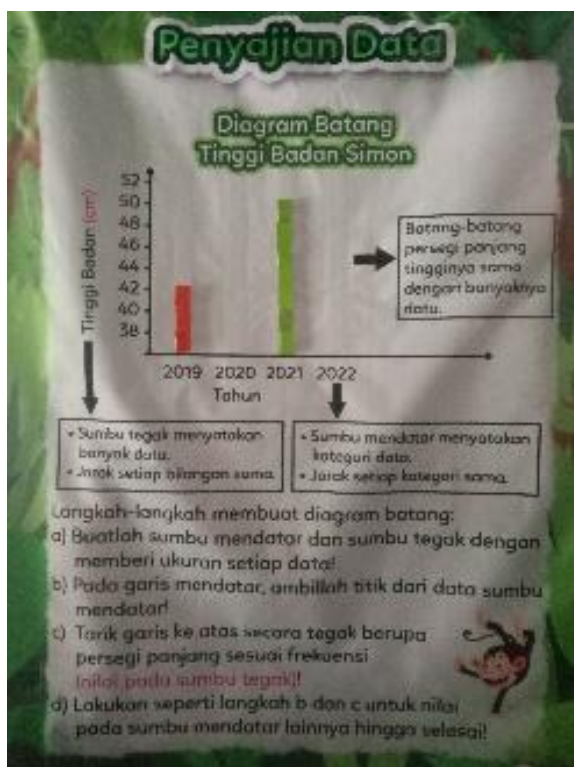 Penyajian Data
Diagram Batang
Tinggi Badan Simon
Tinggi Badan (cm)
52
50
48
46
44
42
40
38
2019 2020 2021 2022
Tahun
Batang-batang
persegi panjang
tingginya sama
dengan banyaknya
data.
• Sumbu tegak menyatakan
banyak data.
• Jarak setiap bilangan sama.
• Sumbu mendatar menyatakan
kategori data.
• Jarak setiap kategori sama.
Langkah-langkah membuat diagram batang:
a) Buatlah sumbu mendatar dan sumbu tegak dengan
memberi ukuran setiap data!
b) Pada garis mendatar, ambillah titik dari data sumbu
mendatar!
c) Tarik garis ke atas secara tegak berupa
persegi panjang sesuai frekuensi
(nilai pada sumbu tegak)!
d) Lakukan seperti langkah b dan c untuk nilai
pada sumbu mendatar lainnya hingga selesai!